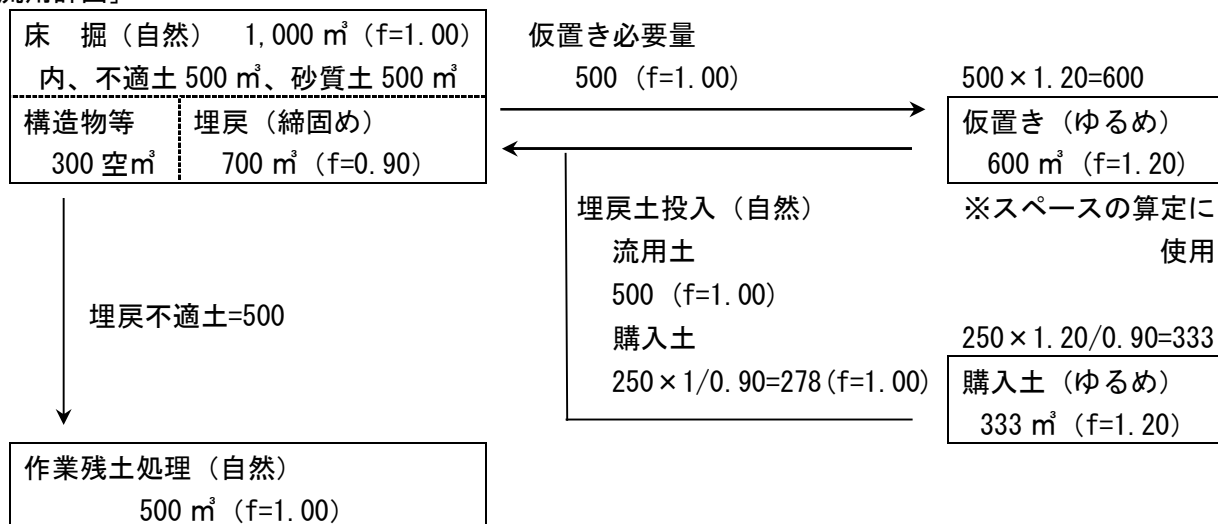 床　掘（自然）　1,000 ㎥（f=1.00）
内、不適土 500 ㎥、砂質土 500 ㎥
構造物等
300 空㎥
埋戻（締固め）
700 ㎥（f=0.90）
仮置き必要量
500（f=1.00）
500×1.20=600
仮置き（ゆるめ）
600 ㎥（f=1.20）
※スペースの算定に
使用
埋戻土投入（自然）
流用土
500（f=1.00）
購入土
250×1/0.90=278(f=1.00)
250×1.20/0.90=333
購入土（ゆるめ）
333 ㎥（f=1.20）
埋戻不適土=500
作業残土処理（自然）
500 ㎥（f=1.00）